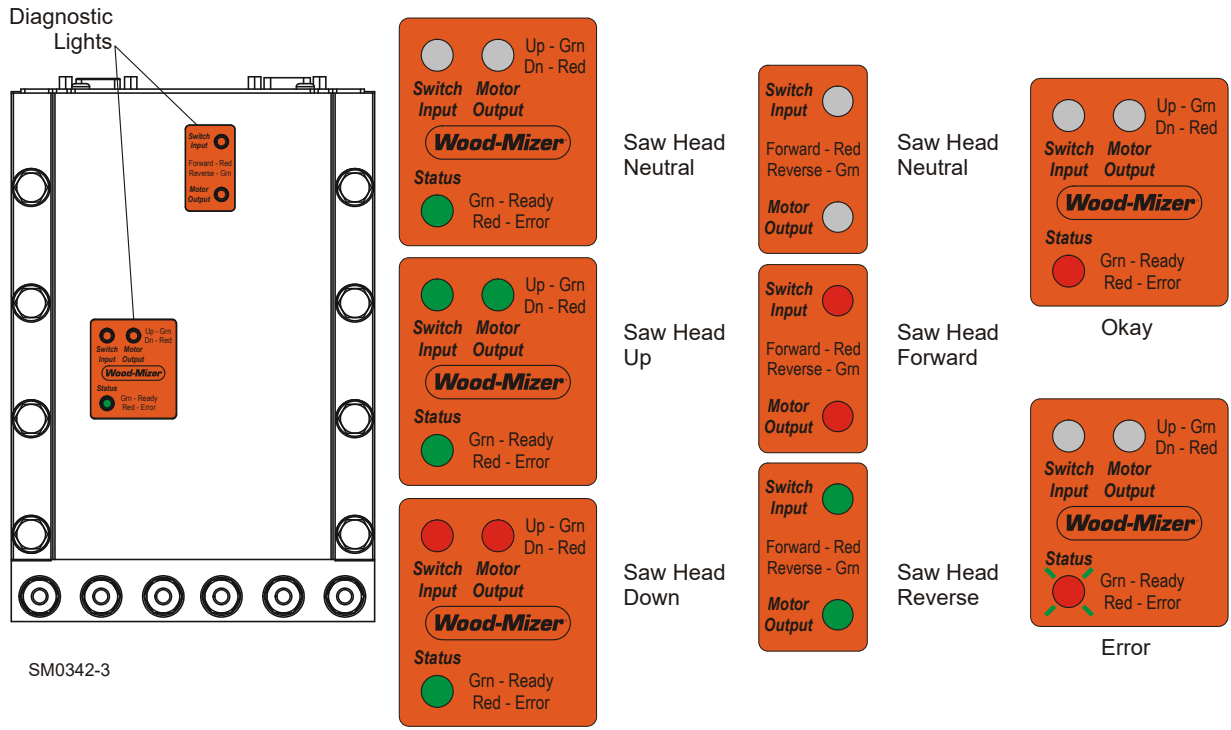 Diagnostic
Lights
Switch
Input
Forward - Red
Reverse - Grn
Motor
Output
Up - Grn
Dn - Red
Switch Motor
Input Output
Wood-Mizer
Status
Grn - Ready
Red - Error
SM0342-3
Up - Grn
Dn - Red
Switch Motor
Input Output
Wood-Mizer
Status
Grn - Ready
Red - Error
Saw Head
Neutral
Up - Grn
Dn - Red
Switch Motor
Input Output
Wood-Mizer
Status
Grn - Ready
Red - Error
Saw Head
Up
Up - Grn
Dn - Red
Switch Motor
Input Output
Wood-Mizer
Status
Grn - Ready
Red - Error
Saw Head
Down
Switch
Input
Forward - Red
Reverse - Grn
Motor
Output
Saw Head
Neutral
Switch
Input
Forward - Red
Reverse - Grn
Motor
Output
Saw Head
Forward
Switch
Input
Forward - Red
Reverse - Grn
Motor
Output
Saw Head
Reverse
Up - Grn
Dn - Red
Switch Motor
Input Output
Wood-Mizer
Status
Grn - Ready
Red - Error
Okay
Up - Grn
Dn - Red
Switch Motor
Input Output
Wood-Mizer
Status
Grn - Ready
Red - Error
Error